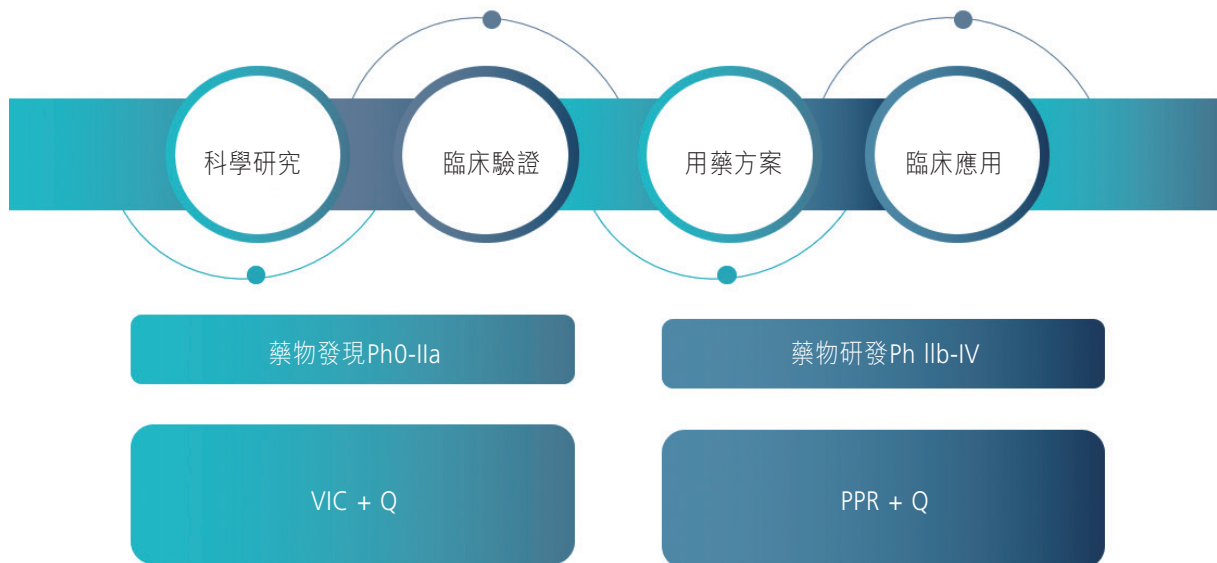 科學研究
臨床驗證
用藥方案
臨床應用
藥物發現Ph0-IIa
藥物研發Ph IIb-IV
VIC + Q
PPR + Q